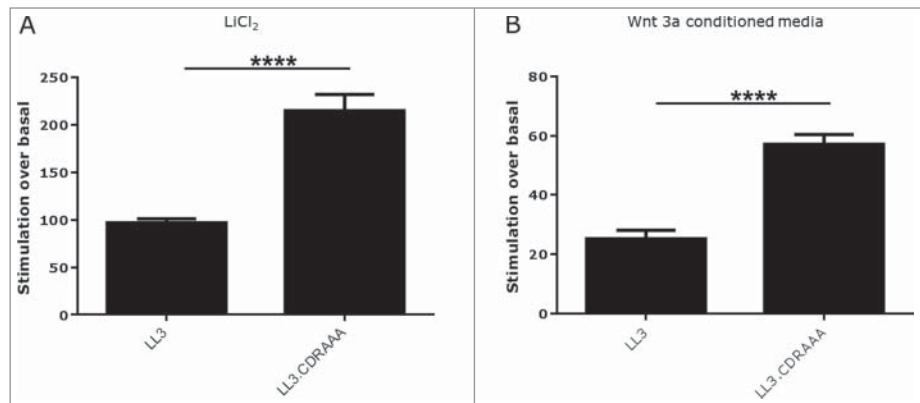 A
LiCl₂
****
Stimulation over basal
250
200
150
100
50
0
LL3
LL3.CDRAAA
B
Wnt 3a conditioned media
****
Stimulation over basal
80
60
40
20
0
LL3
LL3.CDRAAA